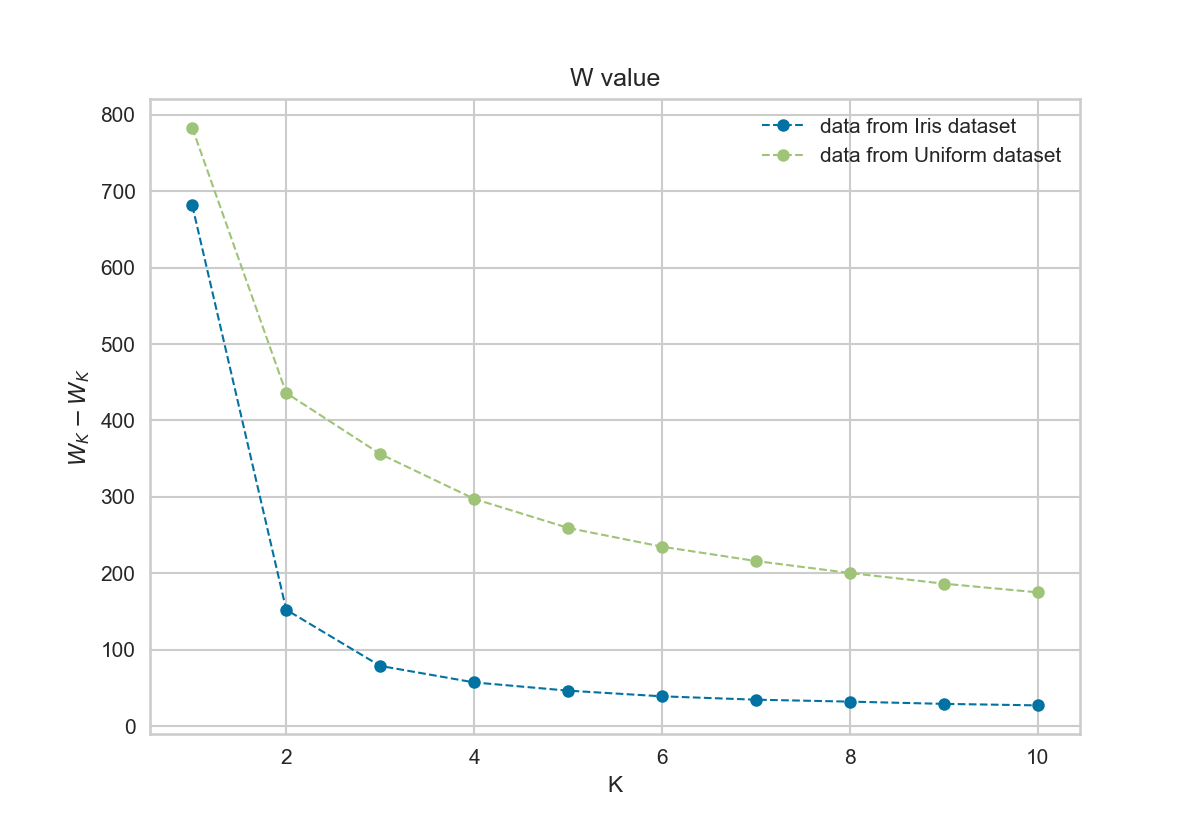 W value
data from Iris dataset
data from Uniform dataset
800
700
600
500
400
300
200
100
0
W_K − W_K
2 4 6 8 10
K